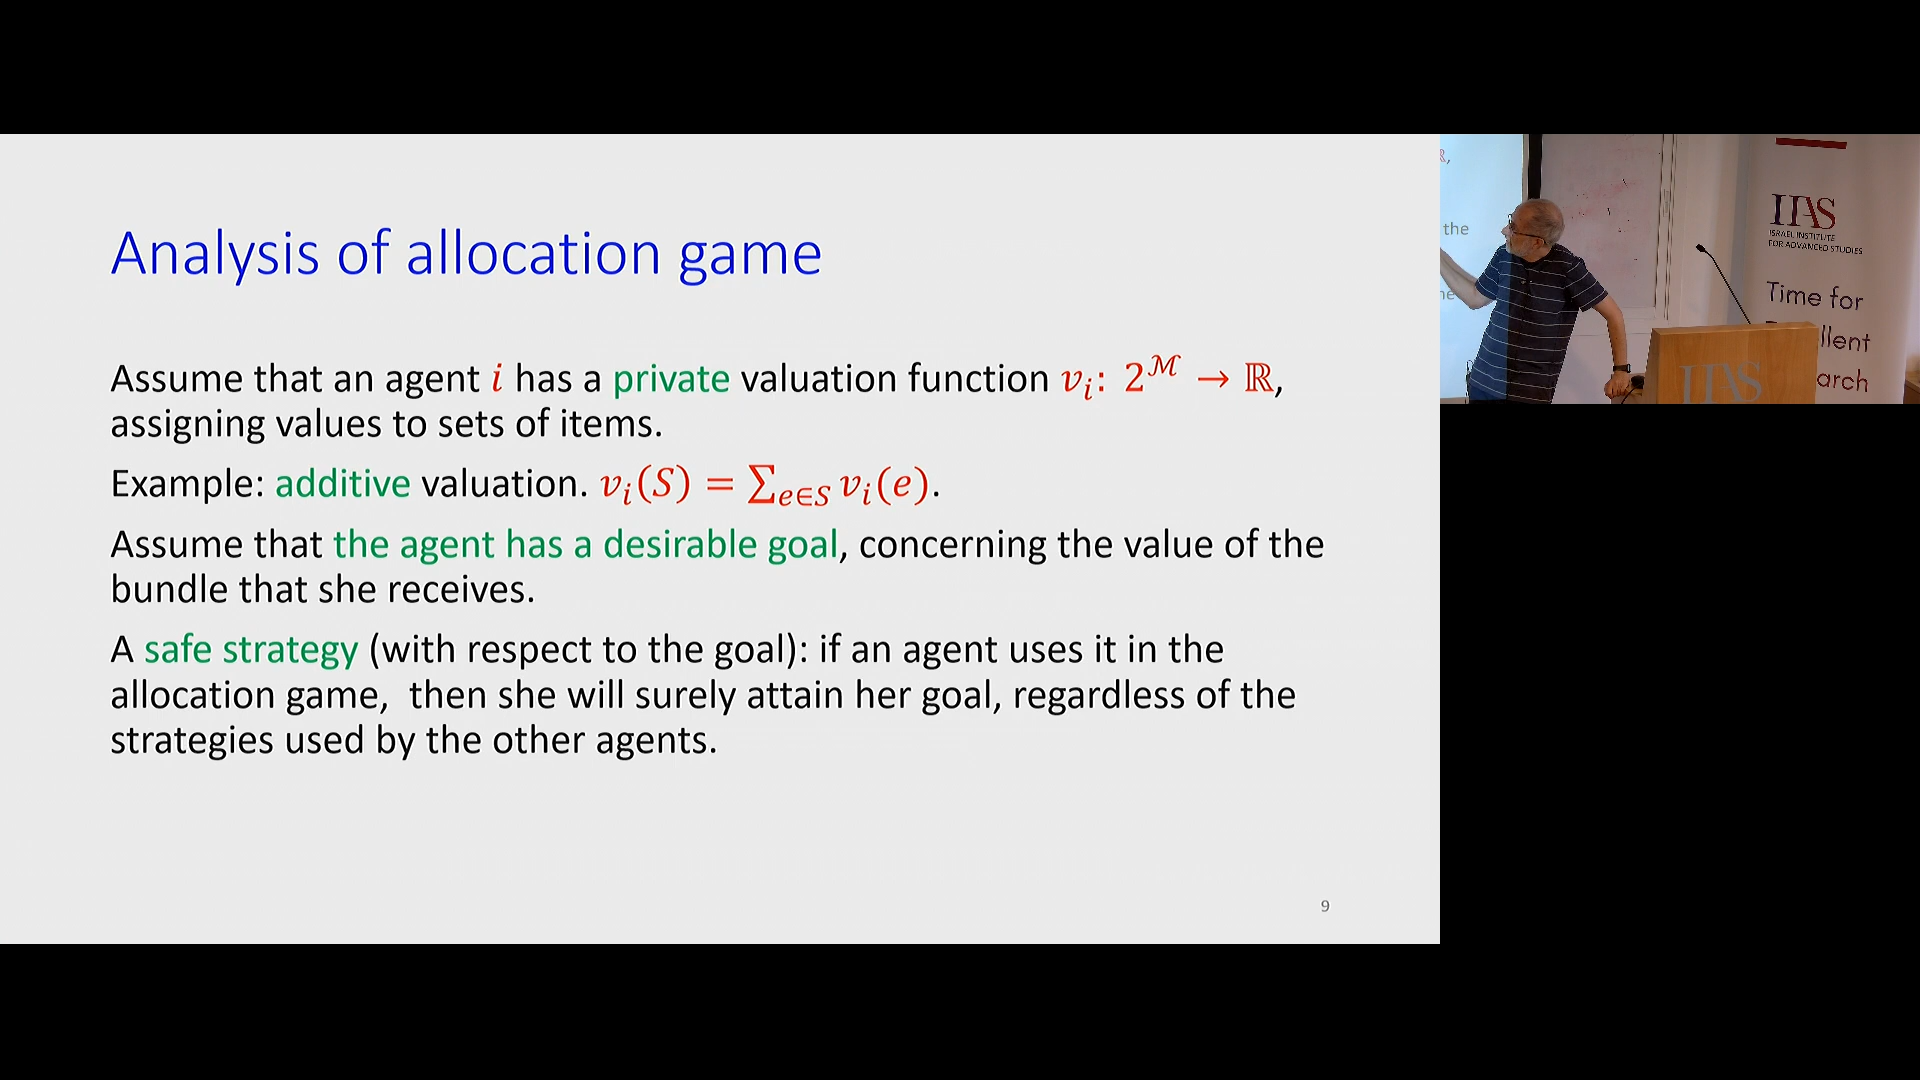 Analysis of allocation game
Assume that an agent i has a private valuation function v_i: 2^ℳ → ℝ,
assigning values to sets of items.
Example: additive valuation. v_i(S) = ∑_{e∈S} v_i(e).
Assume that the agent has a desirable goal, concerning the value of the
bundle that she receives.
A safe strategy (with respect to the goal): if an agent uses it in the
allocation game, then she will surely attain her goal, regardless of the
strategies used by the other agents.
9
ℝ,
the
IIAS
ISRAEL INSTITUTE
FOR ADVANCED STUDIES
Time for
llent
arch
IIAS